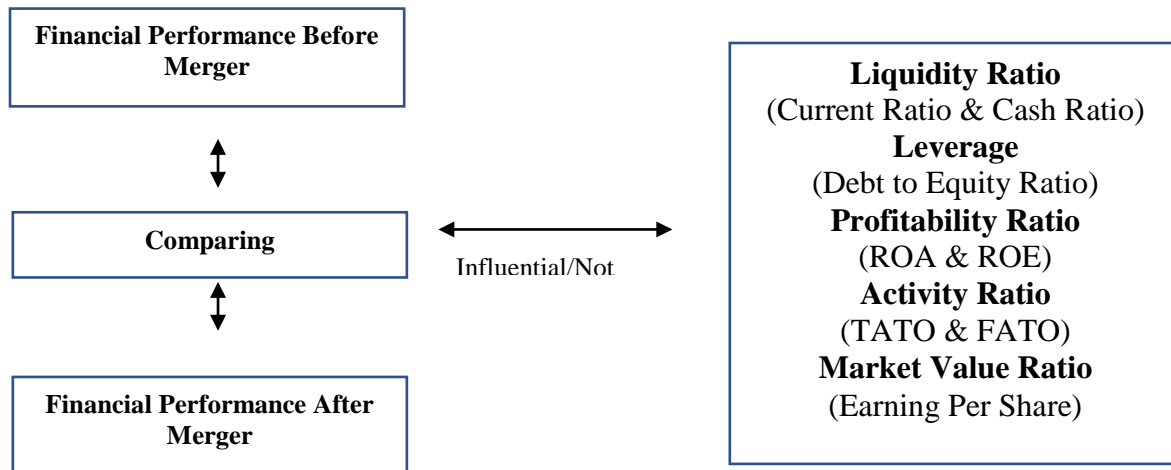 Financial Performance Before
Merger
Comparing
Influential/Not
Financial Performance After
Merger
Liquidity Ratio
(Current Ratio & Cash Ratio)
Leverage
(Debt to Equity Ratio)
Profitability Ratio
(ROA & ROE)
Activity Ratio
(TATO & FATO)
Market Value Ratio
(Earning Per Share)